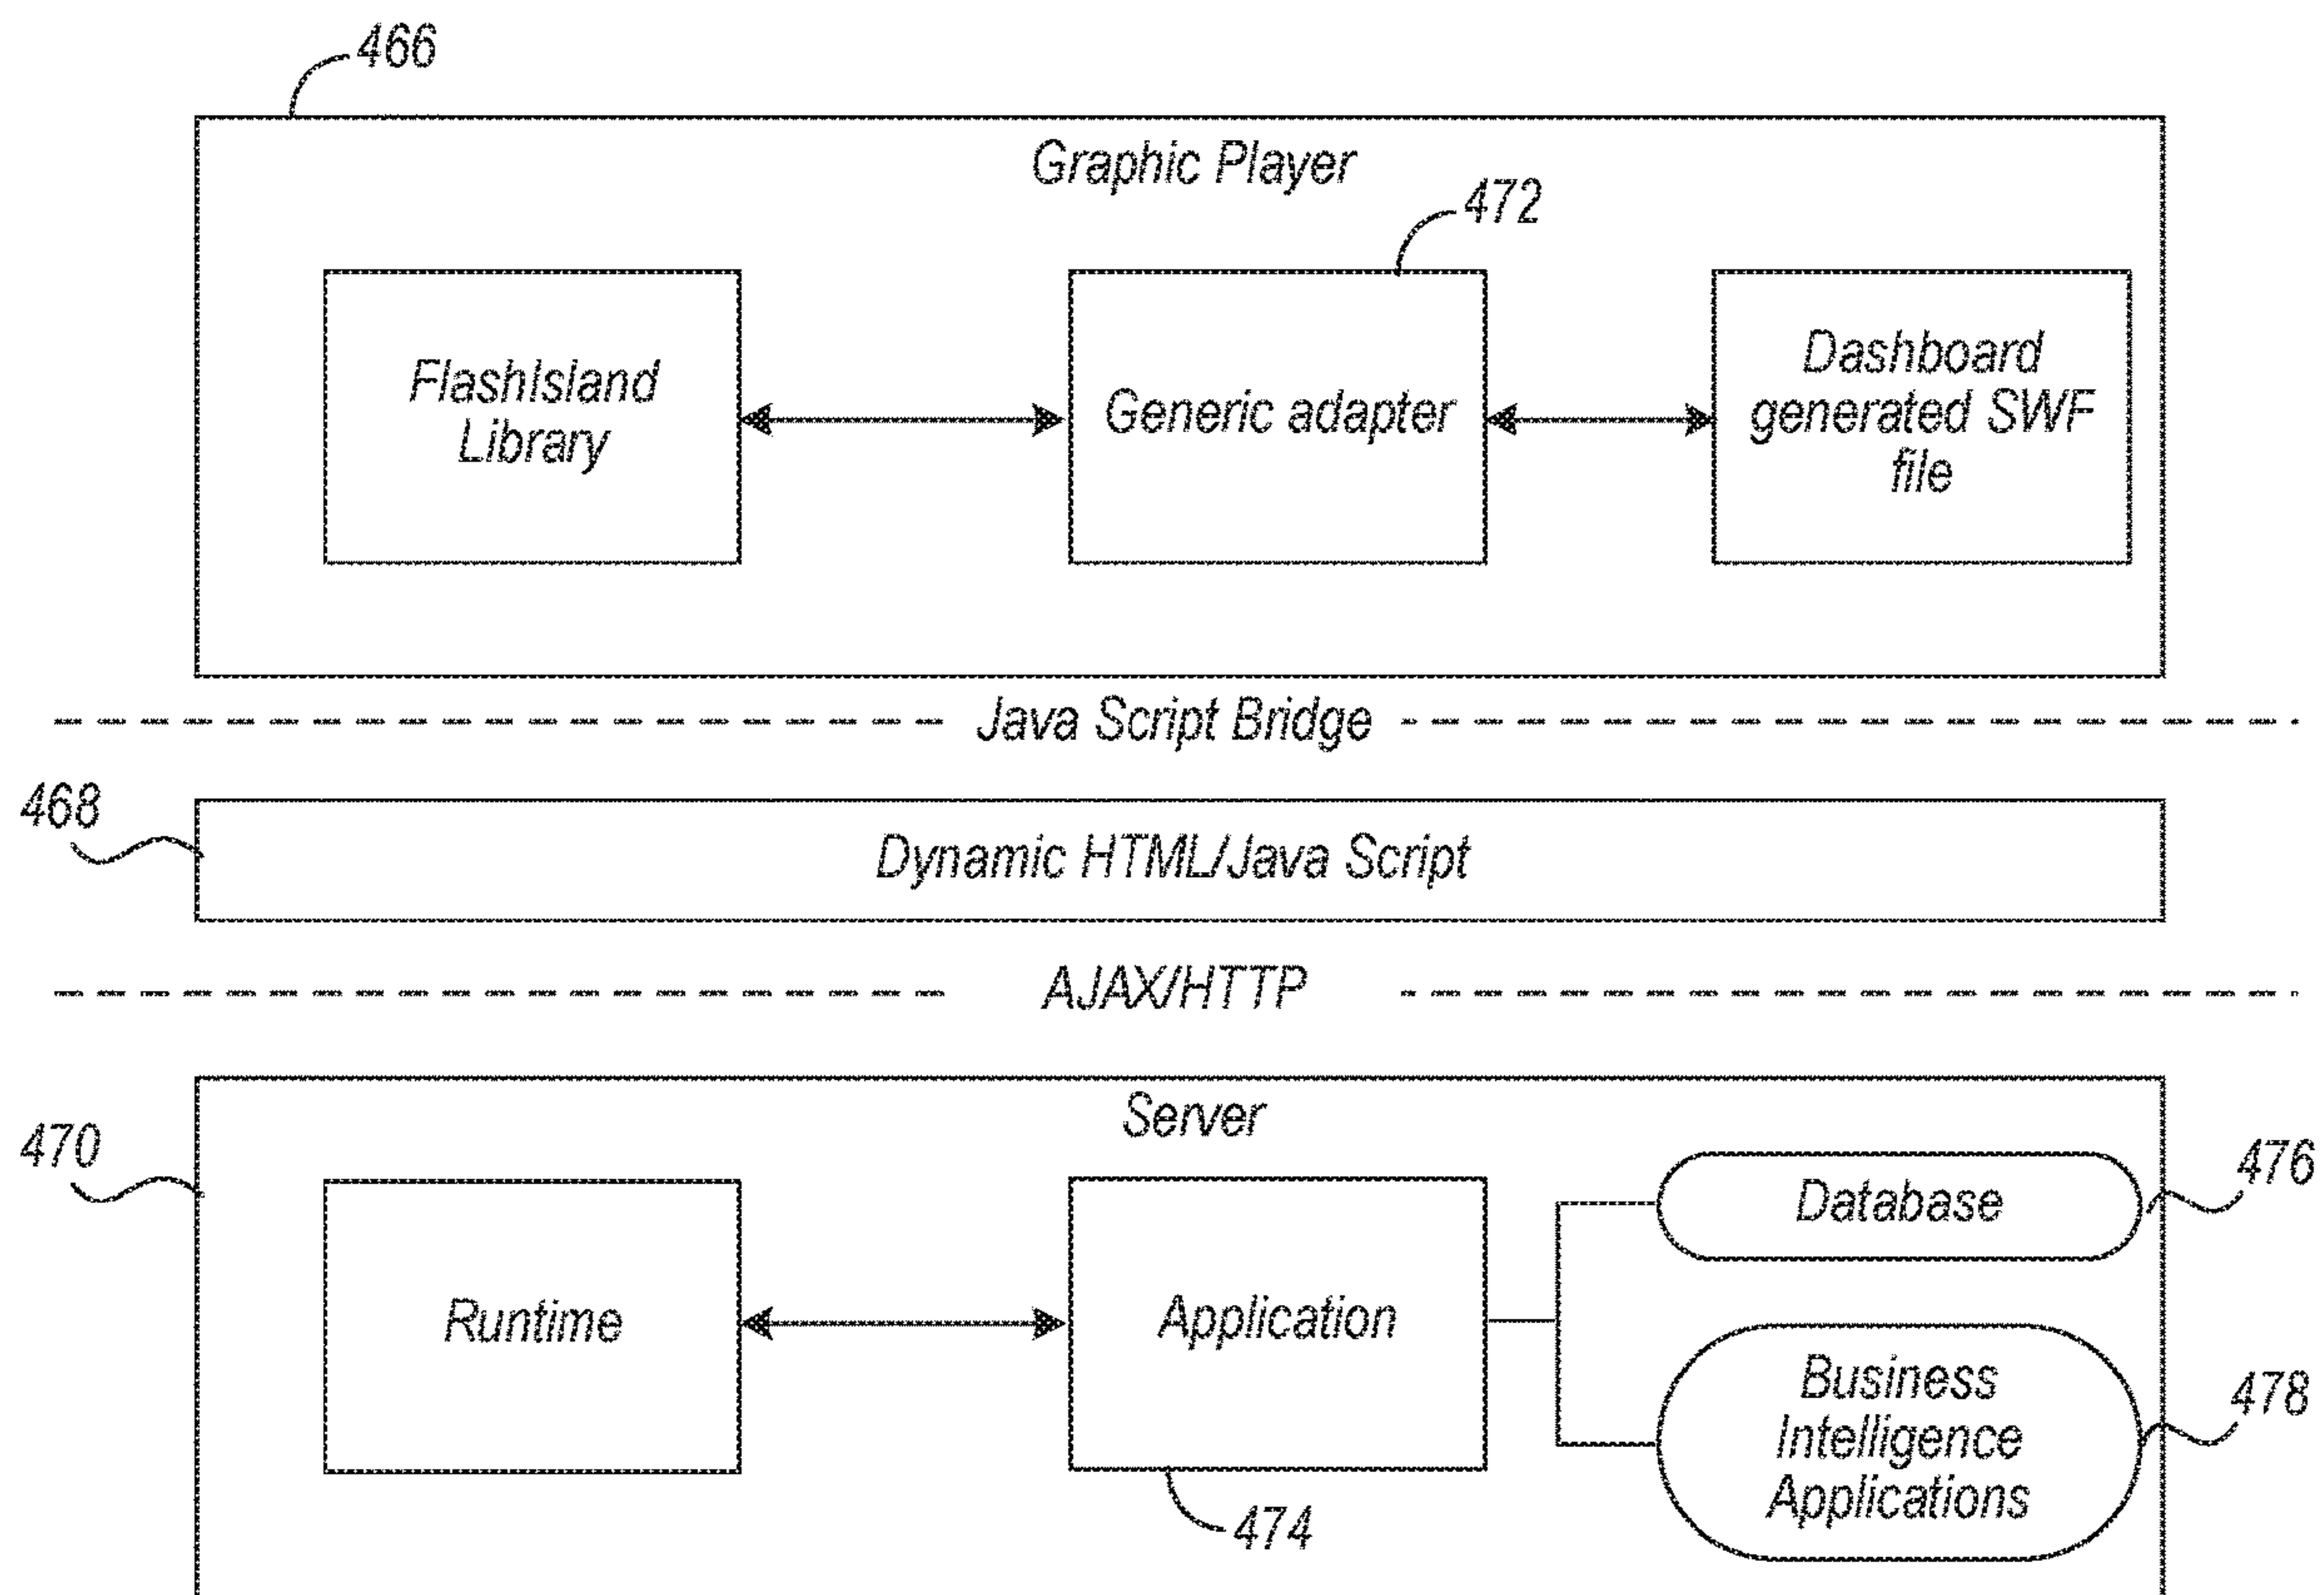 466
Graphic Player
472
FlashIsland
Library
Generic adapter
Dashboard
generated SWF
file
Java Script Bridge
468
Dynamic HTML/Java Script
AJAX/HTTP
Server
470
476
Database
Runtime
Application
Business
Intelligence
Applications
478
474